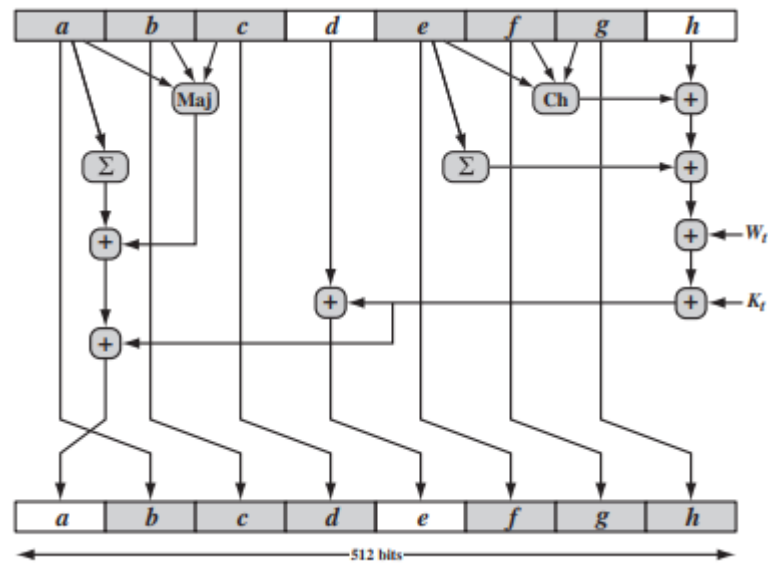 a b c d e f g h
Maj Ch +
Σ Σ +
+ + Wt
+ + Kt
+
a b c d e f g h
512 bits